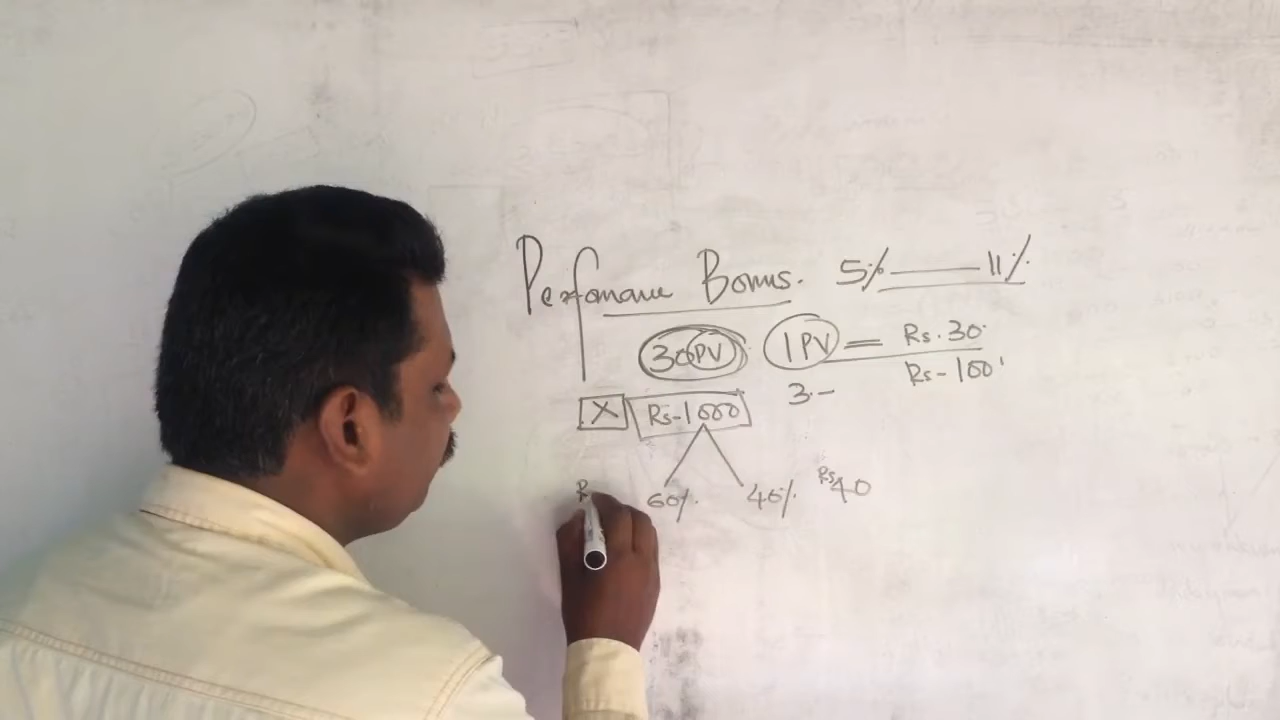 Perfomance Bonus. 5% — 11%
30PV 1PV = Rs. 30
3.- Rs - 100
X Rs-1000
R 60% 40% Rs 40